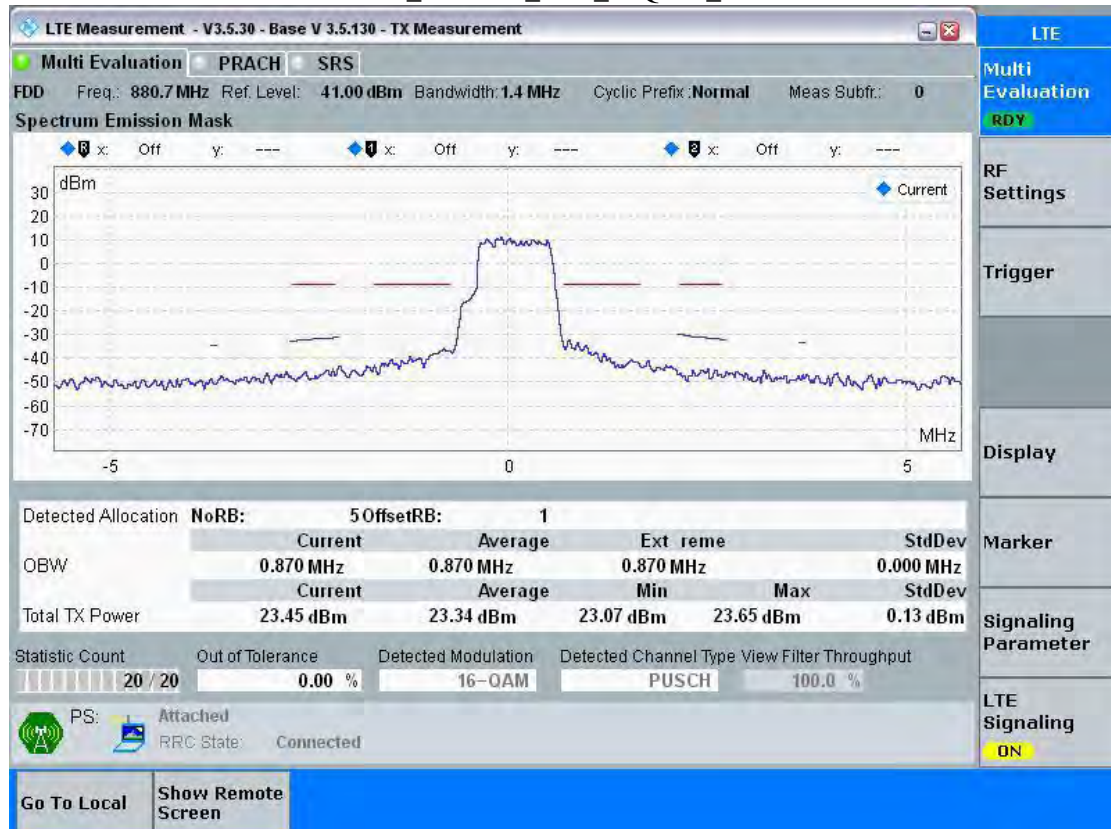 LTE Measurement - V3.5.30 - Base V 3.5.130 - TX Measurement
Multi Evaluation PRACH SRS
FDD Freq.: 880.7 MHz Ref. Level: 41.00 dBm Bandwidth: 1.4 MHz Cyclic Prefix : Normal Meas Subfr.: 0
Spectrum Emission Mask
R x: Off y: --- 1 x: Off y: --- 2 x: Off y: ---
dBm
Current
30
20
10
0
-10
-20
-30
-40
-50
-60
-70
MHz
-5 0 5
Detected Allocation NoRB: 5 OffsetRB: 1
Current Average Ext reme StdDev
OBW 0.870 MHz 0.870 MHz 0.870 MHz 0.000 MHz
Current Average Min Max StdDev
Total TX Power 23.45 dBm 23.34 dBm 23.07 dBm 23.65 dBm 0.13 dBm
Statistic Count Out of Tolerance Detected Modulation Detected Channel Type View Filter Throughput
20 / 20 0.00 % 16-QAM PUSCH 100.0 %
PS: Attached
RRC State: Connected
Go To Local
Show Remote
Screen
LTE
Multi
Evaluation
RDY
RF
Settings
Trigger
Display
Marker
Signaling
Parameter
LTE
Signaling
ON